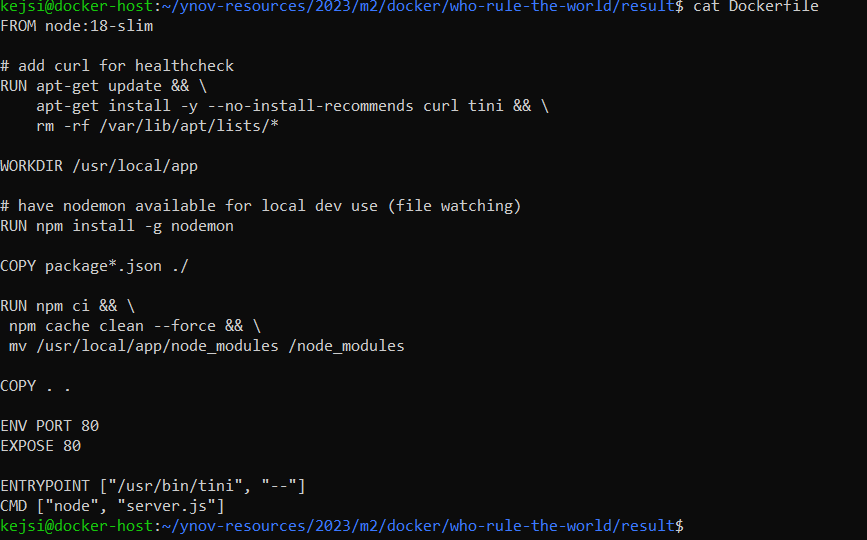 kejsi@docker-host:~/ynov-resources/2023/m2/docker/who-rule-the-world/result$ cat Dockerfile
FROM node:18-slim

# add curl for healthcheck
RUN apt-get update && \
    apt-get install -y --no-install-recommends curl tini && \
    rm -rf /var/lib/apt/lists/*

WORKDIR /usr/local/app

# have nodemon available for local dev use (file watching)
RUN npm install -g nodemon

COPY package*.json ./

RUN npm ci && \
 npm cache clean --force && \
 mv /usr/local/app/node_modules /node_modules

COPY . .

ENV PORT 80
EXPOSE 80

ENTRYPOINT ["/usr/bin/tini", "--"]
CMD ["node", "server.js"]
kejsi@docker-host:~/ynov-resources/2023/m2/docker/who-rule-the-world/result$